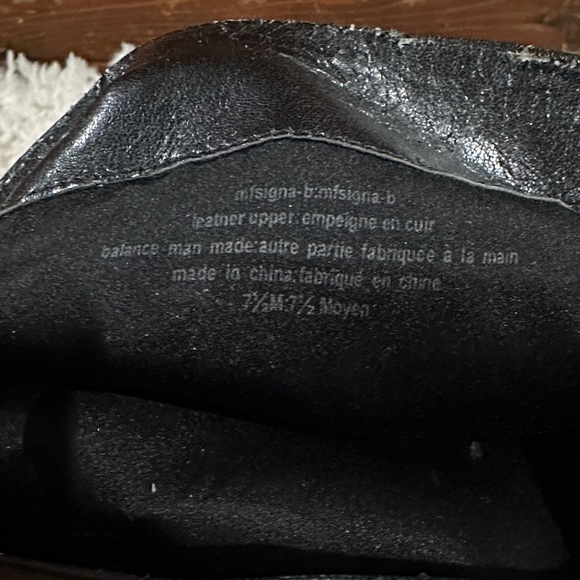 mfsigna-b:mfsigna-b
leather upper:empeigne en cuir
balance man made:autre partie fabriquée à la main
made in china:fabriqué en chine
7½M:7½ Moyen